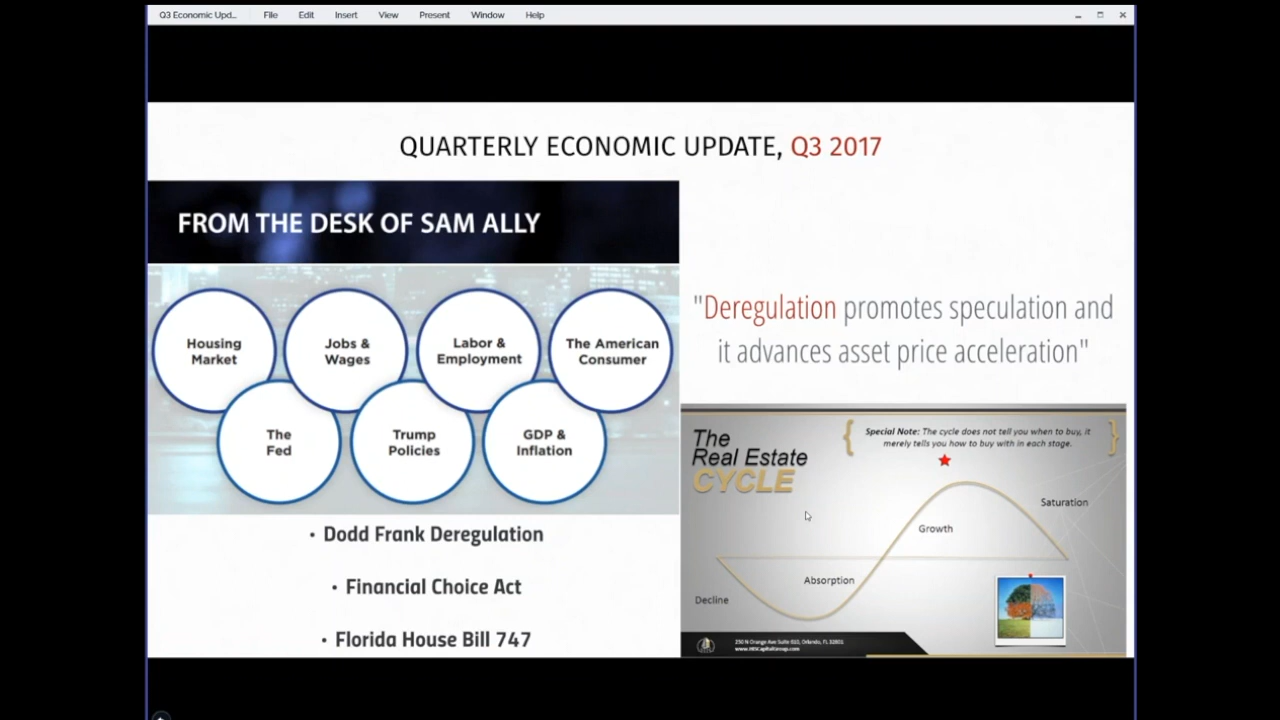 Q3 Economic Upd... File Edit Insert View Present Window Help
QUARTERLY ECONOMIC UPDATE, Q3 2017
FROM THE DESK OF SAM ALLY
Housing
Market
Jobs &
Wages
Labor &
Employment
The American
Consumer
The
Fed
Trump
Policies
GDP &
Inflation
• Dodd Frank Deregulation
• Financial Choice Act
• Florida House Bill 747
"Deregulation promotes speculation and
it advances asset price acceleration"
The
Real Estate
CYCLE
Special Note: The cycle does not tell you when to buy, it
merely tells you how to buy with in each stage.
Saturation
Growth
Absorption
Decline